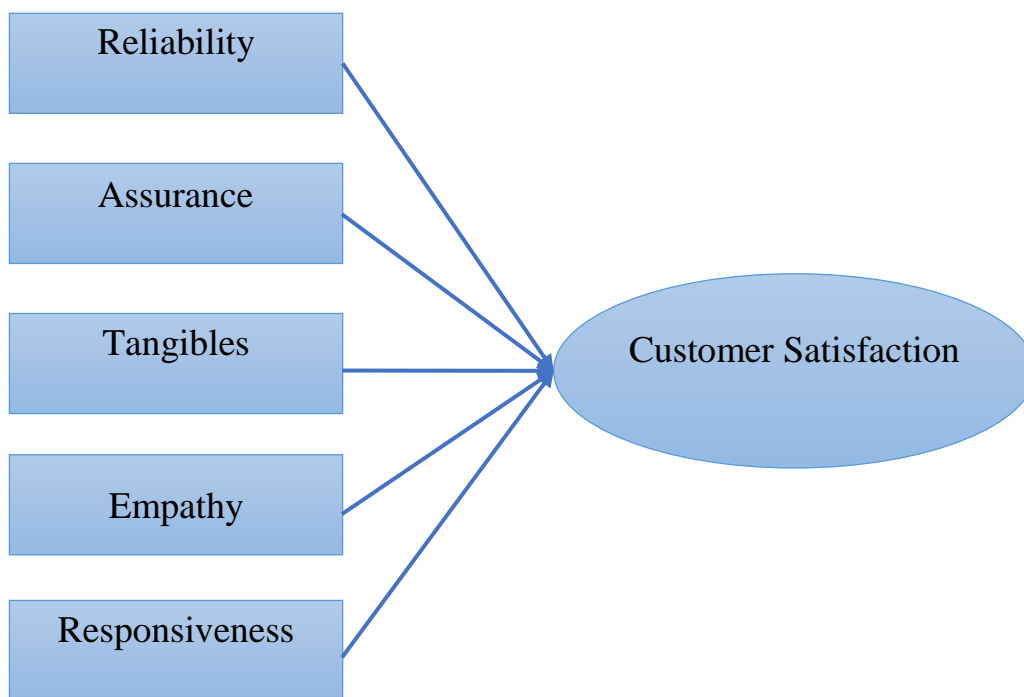 Reliability
Assurance
Tangibles
Customer Satisfaction
Empathy
Responsiveness